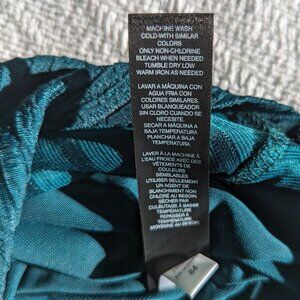 MACHINE WASH
COLD WITH SIMILAR
COLORS
ONLY NON-CHLORINE
BLEACH WHEN NEEDED
TUMBLE DRY LOW
WARM IRON AS NEEDED
LAVAR A MÁQUINA CON
AGUA FRIA CON
COLORES SIMILARES.
USAR BLANQUEADOR
SIN CLORO CUANDO SE
NECESITE
SECAR A MÁQUINA A
BAJA TEMPERATURA
PLANCHAR A BAJA
TEMPERATURA
LAVER À LA MACHINE À
L'EAU FROIDE AVEC DES
VÊTEMENTS DE
COULEURS
SEMBLABLES
UTILISER SEULEMENT
UN AGENT DE
BLANCHIMENT NON
CHLORÉ AU BESOIN
SÉCHER PAR
CULBUTAGE À BASSE
TEMPÉRATURE
REPASSER À
TEMPÉRATURE
MOYENNE AU BESOIN
64